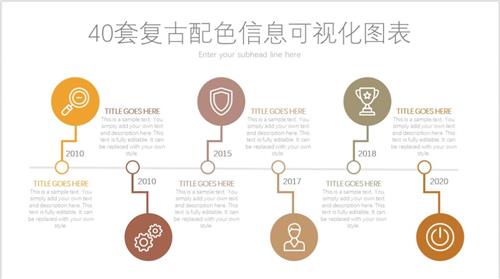 40套复古配色信息可视化图表
Enter your subhead line here
TITLE GOES HERE
This is a sample text. You
simply add your own text
and description here. This
text is fully editable. It can
be replaced with your own
style.
TITLE GOES HERE
This is a sample text. You
simply add your own text
and description here. This
text is fully editable. It can
be replaced with your own
style
TITLE GOES HERE
This is a sample text. You
simply add your own text
and description here. This
text is fully editable. It can
be replaced with your own
style.
2010
2015
2018
2010
2017
2020
TITLE GOES HERE
This is a sample text. You
simply add your own text
and description here. This
text is fully editable. It can
be replaced with your own
style.
TITLE GOES HERE
This is a sample text. You
simply add your own text
and description here. This
text is fully editable. It can
be replaced with your own
style.
TITLE GOES HERE
This is a sample text. You
simply add your own text
and description here. This
text is fully editable. It can
be replaced with your own
style.